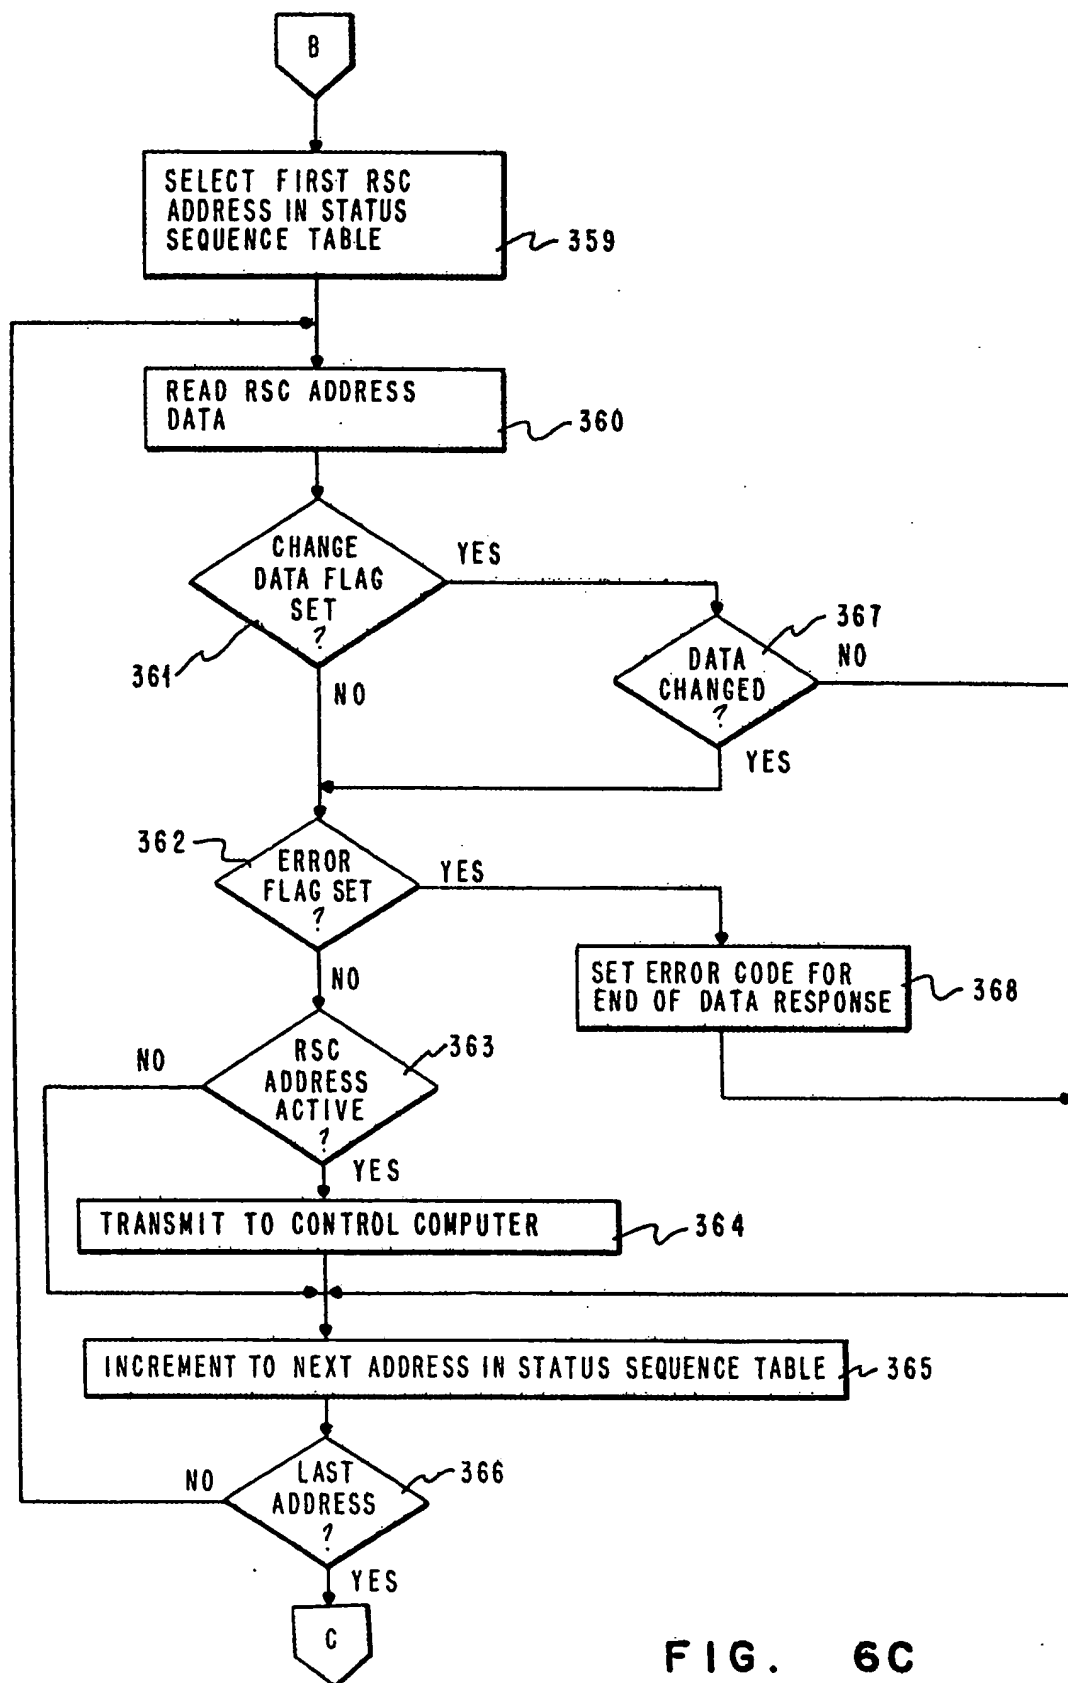 B
SELECT FIRST RSC
ADDRESS IN STATUS
SEQUENCE TABLE
359
READ RSC ADDRESS
DATA
360
CHANGE
DATA FLAG
SET
?
361
YES
NO
367
DATA
CHANGED
?
NO
YES
362
ERROR
FLAG SET
?
YES
NO
SET ERROR CODE FOR
END OF DATA RESPONSE
368
RSC
ADDRESS
ACTIVE
?
363
NO
YES
TRANSMIT TO CONTROL COMPUTER
364
INCREMENT TO NEXT ADDRESS IN STATUS SEQUENCE TABLE
365
LAST
ADDRESS
?
366
NO
YES
C
FIG. 6C